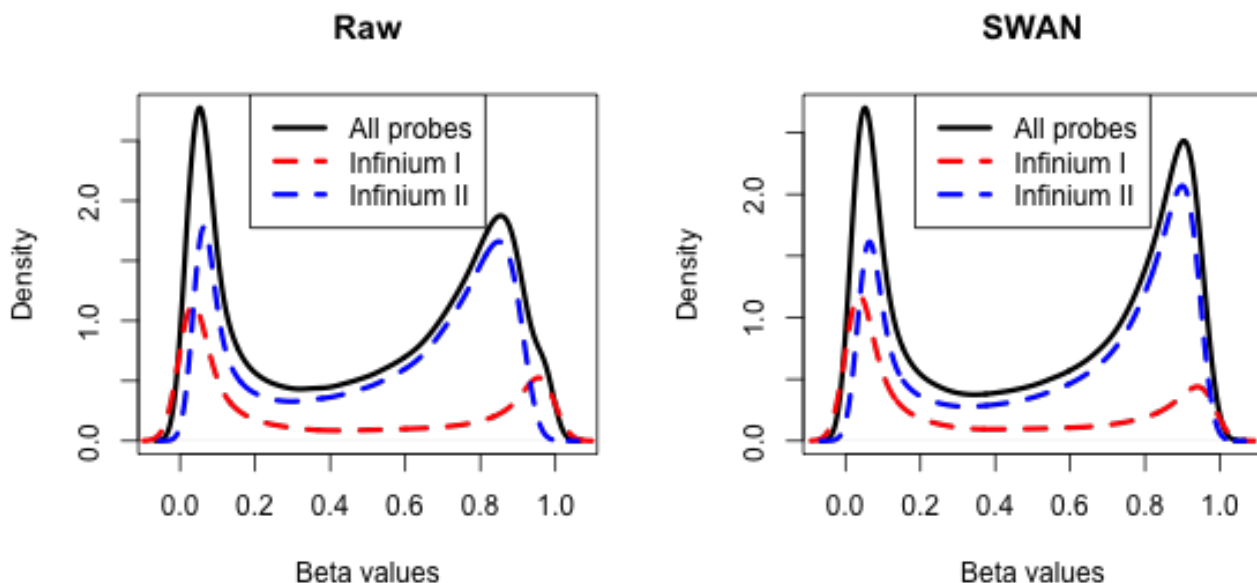 Raw
All probes
Infinium I
Infinium II
Density
0.0 1.0 2.0
0.0 0.2 0.4 0.6 0.8 1.0
Beta values
SWAN
All probes
Infinium I
Infinium II
Density
0.0 1.0 2.0
0.0 0.2 0.4 0.6 0.8 1.0
Beta values